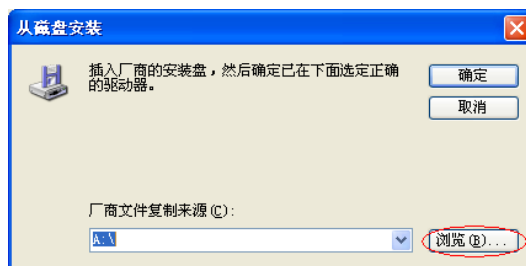 从磁盘安装
插入厂商的安装盘，然后确定已在下面选定正确
的驱动器。
确定
取消
厂商文件复制来源(C):
A:\
浏览(B)...